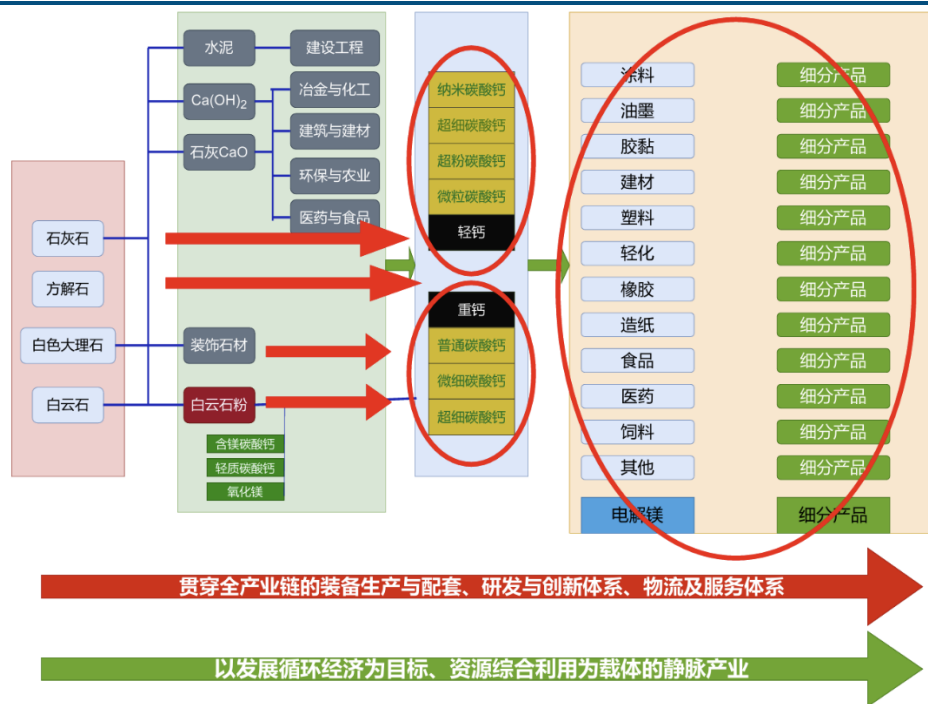 石灰石
方解石
白色大理石
白云石
水泥
Ca(OH)₂
石灰CaO
装饰石材
白云石粉
含镁碳酸钙
轻质碳酸钙
氧化镁
建设工程
冶金与化工
建筑与建材
环保与农业
医药与食品
纳米碳酸钙
超细碳酸钙
超粉碳酸钙
微粒碳酸钙
轻钙
重钙
普通碳酸钙
微细碳酸钙
超细碳酸钙
涂料 细分产品
油墨 细分产品
胶黏 细分产品
建材 细分产品
塑料 细分产品
轻化 细分产品
橡胶 细分产品
造纸 细分产品
食品 细分产品
医药 细分产品
饲料 细分产品
其他 细分产品
电解镁 细分产品
贯穿全产业链的装备生产与配套、研发与创新体系、物流及服务体系
以发展循环经济为目标、资源综合利用为载体的静脉产业